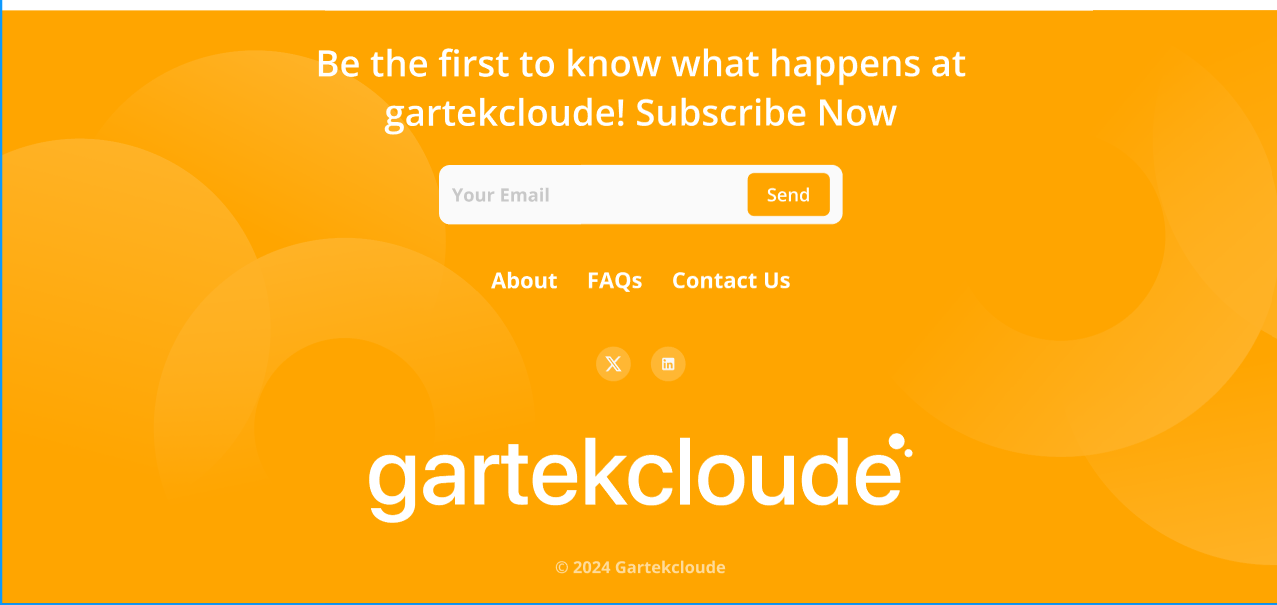 Be the first to know what happens at
gartekcloude! Subscribe Now
Your Email
Send
About FAQs Contact Us
gartekcloude
© 2024 Gartekcloude